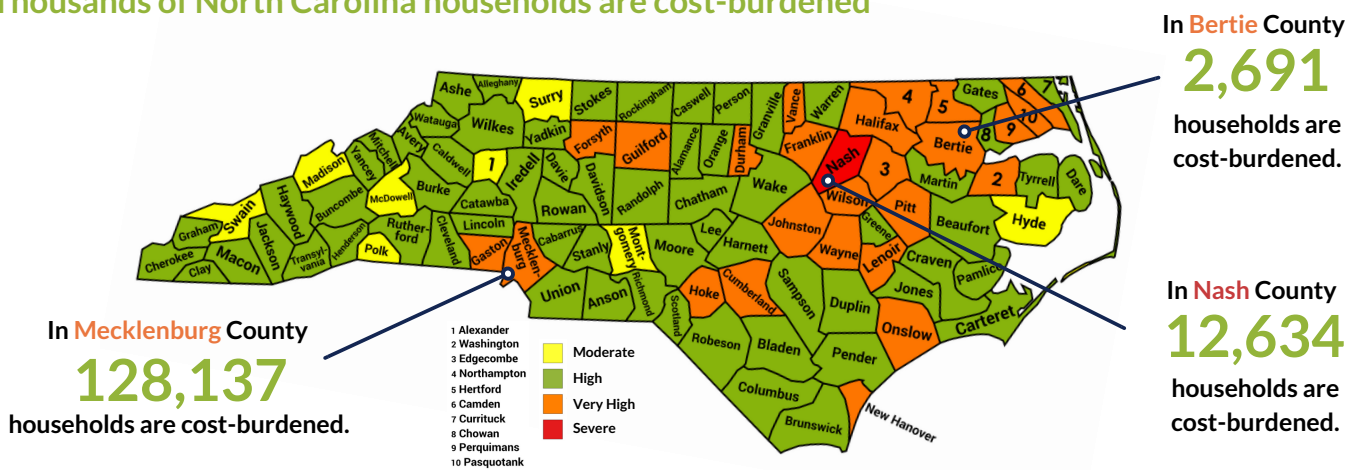 Thousands of North Carolina households are cost-burdened
In Bertie County
2,691
households are
cost-burdened.
In Nash County
12,634
households are
cost-burdened.
In Mecklenburg County
128,137
households are cost-burdened.
Ashe
Alleghany
Surry
Stokes
Rockingham
Caswell
Person
Granville
Vance
Warren
4
5
Gates
6
7
Halifax
8
9
10
Watauga
Wilkes
Yadkin
Forsyth
Guilford
Alamance
Orange
Durham
Franklin
Nash
Bertie
Mitchell
Avery
Yancey
Madison
Caldwell
1
Iredell
Davie
Davidson
Randolph
Chatham
Wake
3
Martin
2
Tyrrell
Dare
Swain
Haywood
Buncombe
McDowell
Burke
Catawba
Rowan
Wilson
Pitt
Greene
Beaufort
Hyde
Graham
Cherokee
Clay
Macon
Jackson
Transyl-
vania
Henderson
Polk
Ruther-
ford
Cleveland
Lincoln
Gaston
Mecklen-
burg
Cabarrus
Stanly
Mont-
gomery
Moore
Lee
Harnett
Johnston
Wayne
Lenoir
Craven
Pamlico
Union
Anson
Richmond
Scotland
Hoke
Cumberland
Sampson
Duplin
Jones
Carteret
Onslow
Robeson
Bladen
Pender
Columbus
Brunswick
New Hanover
1 Alexander
2 Washington
3 Edgecombe
4 Northampton
5 Hertford
6 Camden
7 Currituck
8 Chowan
9 Perquimans
10 Pasquotank
Moderate
High
Very High
Severe